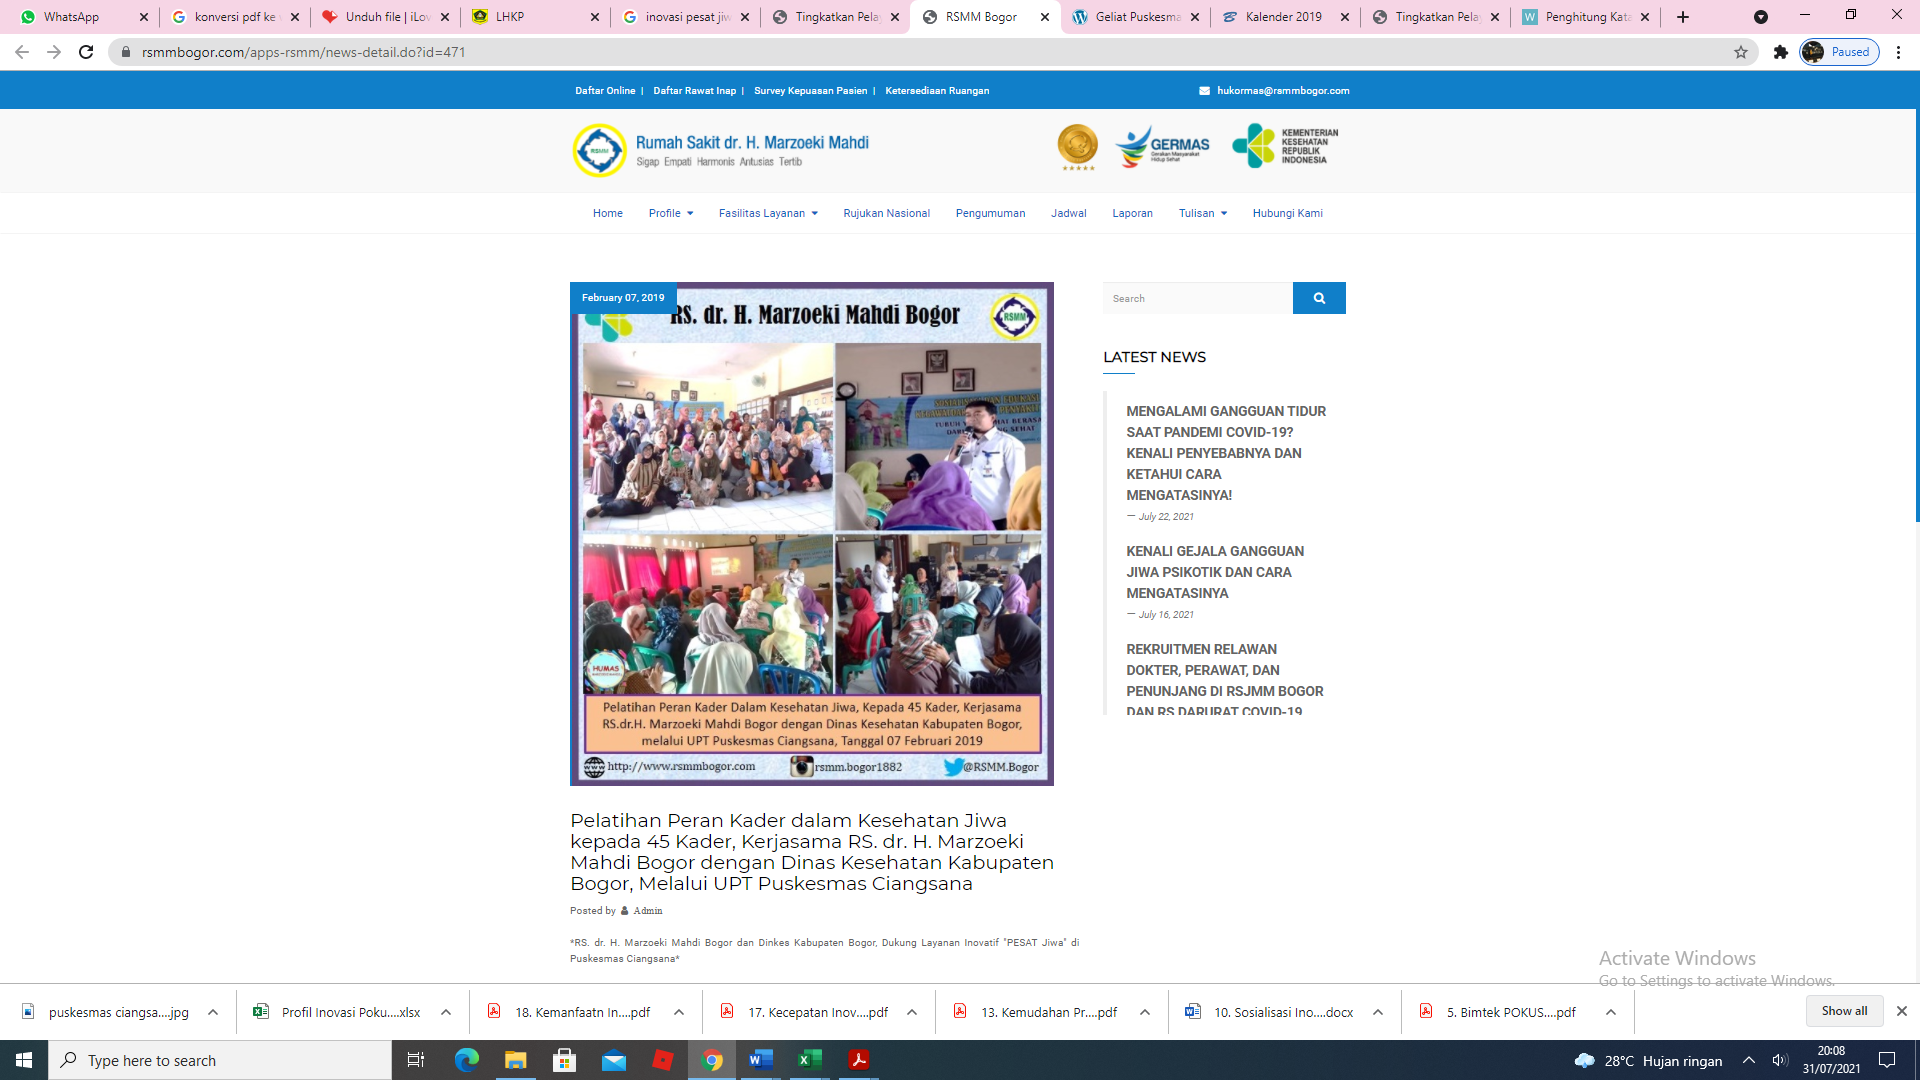 WhatsApp
konversi pdf ke
Unduh file | iLov
LHKP
inovasi pesat jiw
Tingkatkan Pela
RSMM Bogor
Geliat Puskesma
Kalender 2019
Tingkatkan Pela
Penghitung Kata
rsmmbogor.com/apps-rsmm/news-detail.do?id=471
Paused
Daftar Online | Daftar Rawat Inap | Survey Kepuasan Pasien | Ketersediaan Ruangan
hukormas@rsmmbogor.com
RSMM
Rumah Sakit dr. H. Marzoeki Mahdi
Sigap Empati Harmonis Antusias Tertib
GERMAS
Gerakan Masyarakat
Hidup Sehat
KEMENTERIAN
KESEHATAN
REPUBLIK
INDONESIA
Home Profile Fasilitas Layanan Rujukan Nasional Pengumuman Jadwal Laporan Tulisan Hubungi Kami
February 07, 2019
RS. dr. H. Marzoeki Mahdi Bogor
RSMM
HUMAS
Pelatihan Peran Kader Dalam Kesehatan Jiwa, Kepada 45 Kader, Kerjasama
RS.dr.H. Marzoeki Mahdi Bogor dengan Dinas Kesehatan Kabupaten Bogor,
melalui UPT Puskesmas Ciangsana, Tanggal 07 Februari 2019
http://www.rsmmbogor.com
rsmm.bogor1882
@RSMM.Bogor
Pelatihan Peran Kader dalam Kesehatan Jiwa
kepada 45 Kader, Kerjasama RS. dr. H. Marzoeki
Mahdi Bogor dengan Dinas Kesehatan Kabupaten
Bogor, Melalui UPT Puskesmas Ciangsana
Posted by Admin
*RS. dr. H. Marzoeki Mahdi Bogor dan Dinkes Kabupaten Bogor, Dukung Layanan Inovatif "PESAT Jiwa" di
Puskesmas Ciangsana*
Search
LATEST NEWS
MENGALAMI GANGGUAN TIDUR
SAAT PANDEMI COVID-19?
KENALI PENYEBABNYA DAN
KETAHUI CARA
MENGATASINYA!
— July 22, 2021
KENALI GEJALA GANGGUAN
JIWA PSIKOTIK DAN CARA
MENGATASINYA
— July 16, 2021
REKRUITMEN RELAWAN
DOKTER, PERAWAT, DAN
PENUNJANG DI RSJMM BOGOR
DAN RS DARURAT COVID-19
Activate Windows
Go to Settings to activate Windows.
puskesmas ciangsa....jpg
Profil Inovasi Poku....xlsx
18. Kemanfaatn In....pdf
17. Kecepatan Inov....pdf
13. Kemudahan Pr....pdf
10. Sosialisasi Ino....docx
5. Bimtek POKUS....pdf
Show all
Type here to search
28°C Hujan ringan
20:08
31/07/2021